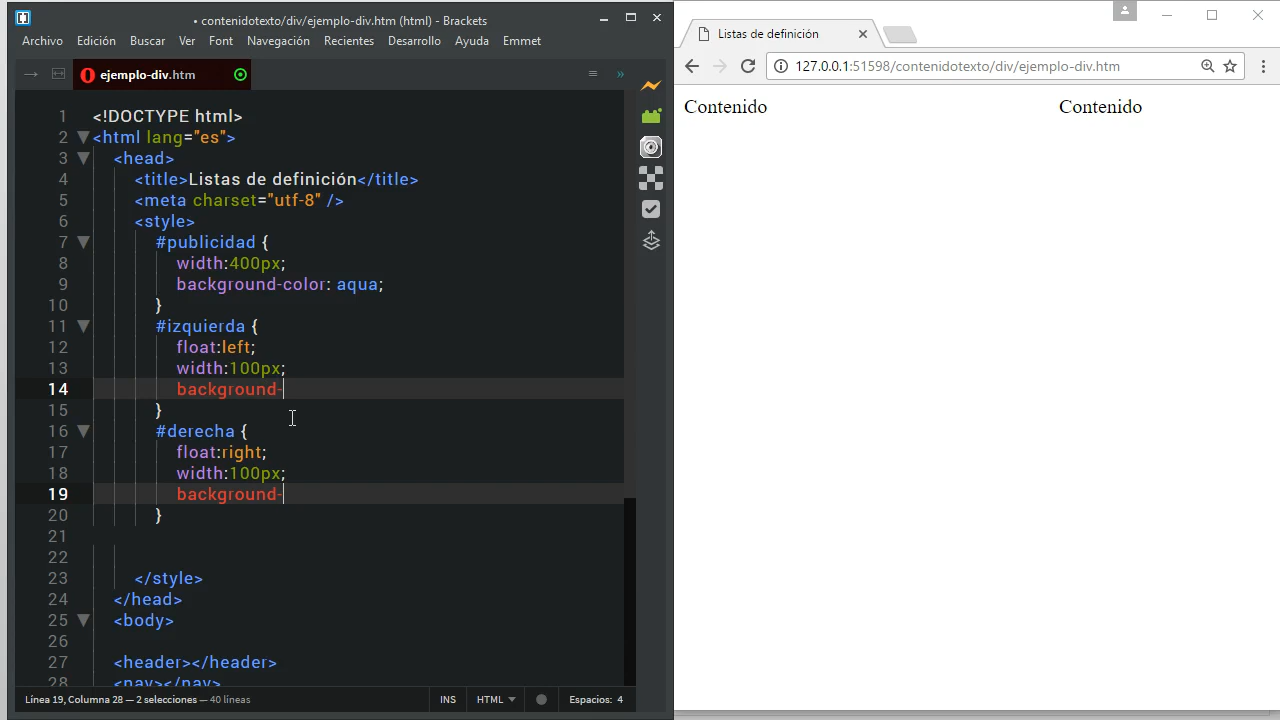 • contenidotexto/div/ejemplo-div.htm (html) - Brackets
Archivo Edición Buscar Ver Font Navegación Recientes Desarrollo Ayuda Emmet
ejemplo-div.htm
1 <!DOCTYPE html>
2 <html lang="es">
3 <head>
4 <title>Listas de definición</title>
5 <meta charset="utf-8" />
6 <style>
7 #publicidad {
8 width:400px;
9 background-color: aqua;
10 }
11 #izquierda {
12 float:left;
13 width:100px;
14 background-
15 }
16 #derecha {
17 float:right;
18 width:100px;
19 background-
20 }
21
22
23 </style>
24 </head>
25 <body>
26
27 <header></header>
28 <nav></nav>
Línea 19, Columna 28 — 2 selecciones — 40 líneas INS HTML Espacios: 4
Listas de definición
127.0.0.1:51598/contenidotexto/div/ejemplo-div.htm
Contenido Contenido